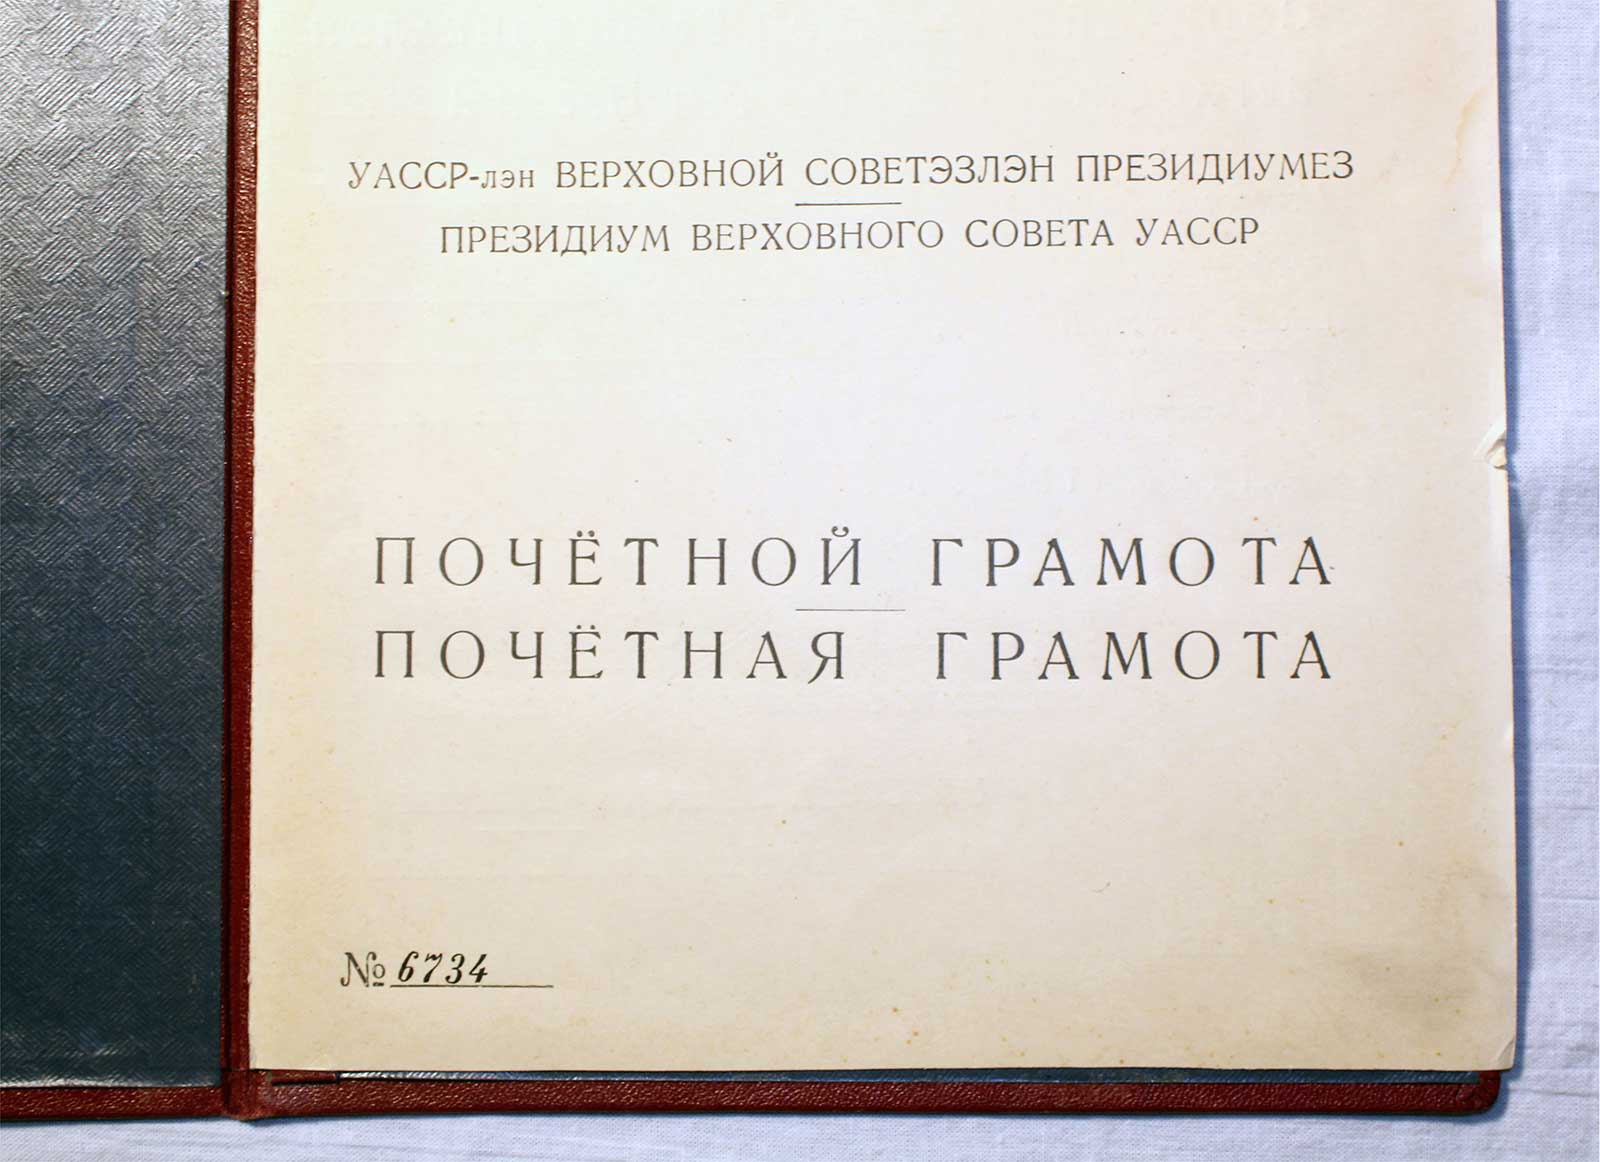 УАССР-лэн ВЕРХОВНОЙ СОВЕТЭЗЛЭН ПРЕЗИДИУМЕЗ
ПРЕЗИДИУМ ВЕРХОВНОГО СОВЕТА УАССР
ПОЧЁТНОЙ ГРАМОТА
ПОЧЁТНАЯ ГРАМОТА
№ 6734